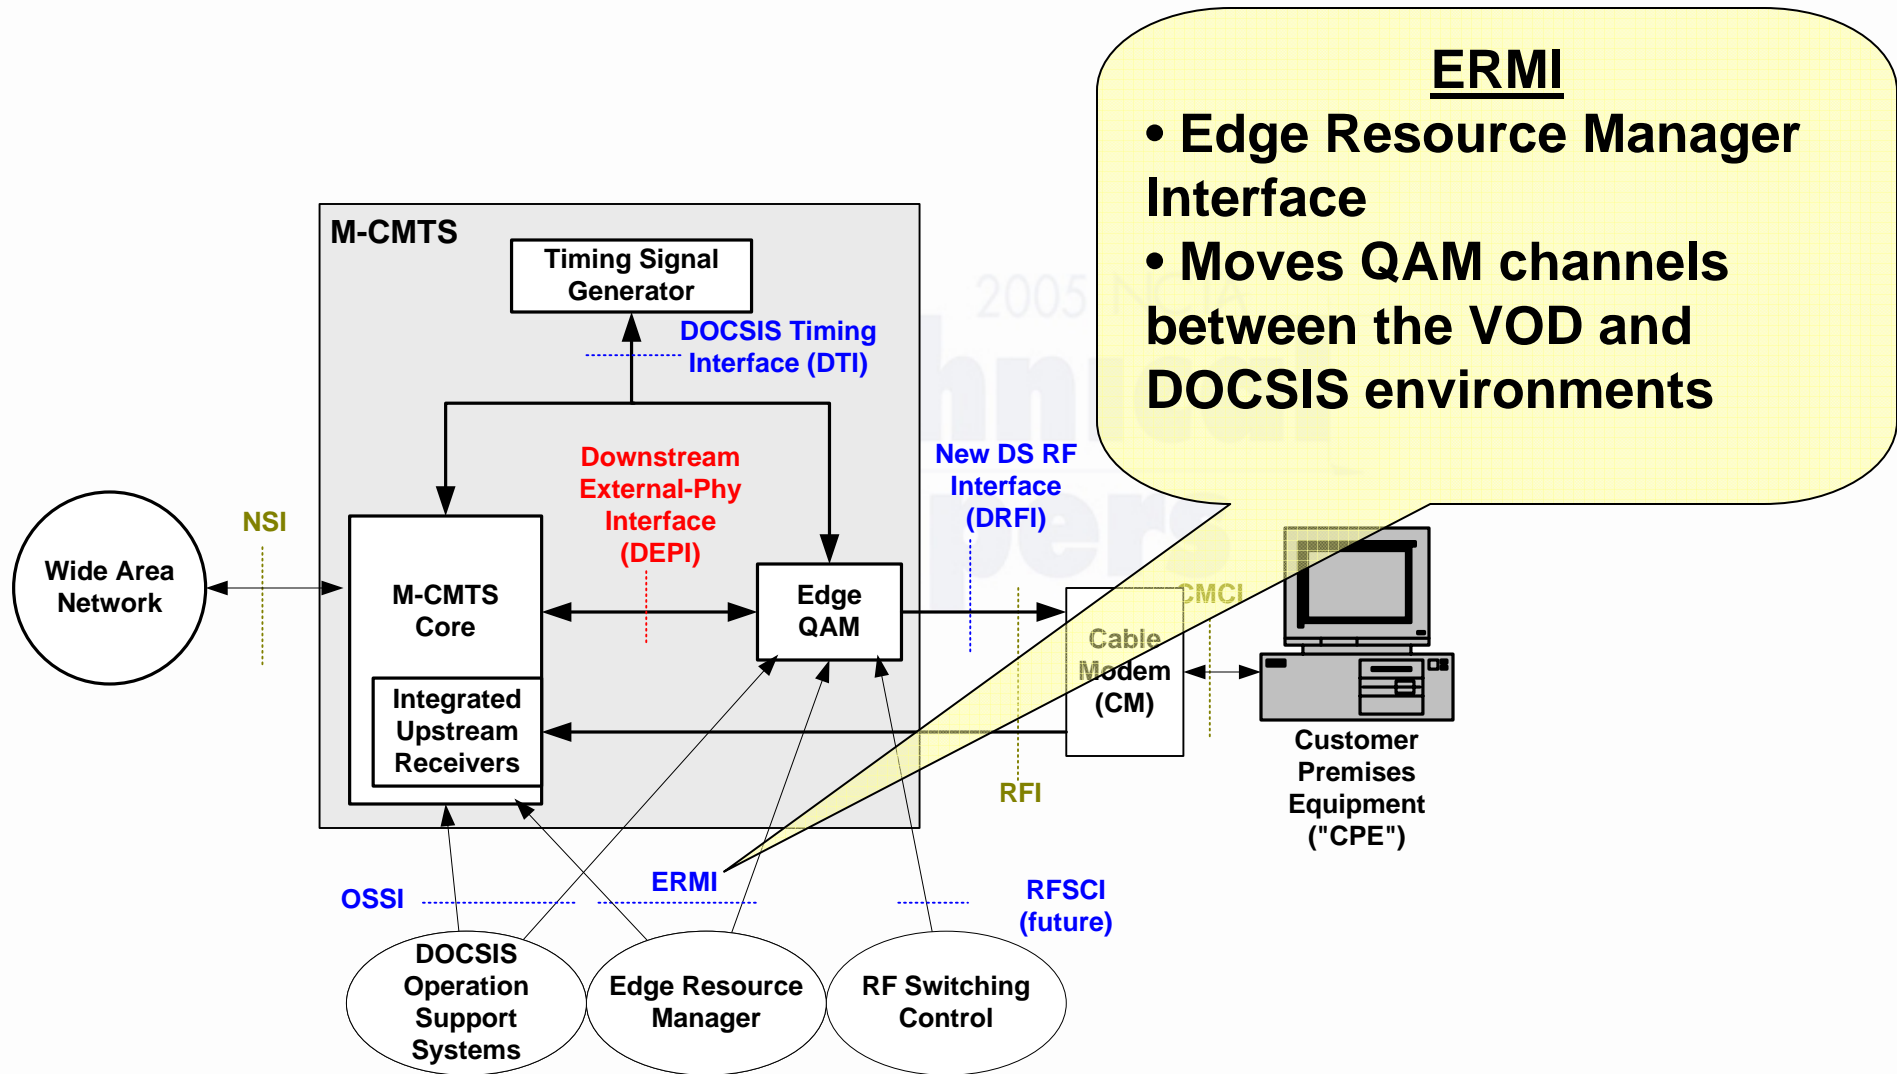 ERMI
• Edge Resource Manager
Interface
• Moves QAM channels
between the VOD and
DOCSIS environments
M-CMTS
Timing Signal
Generator
2005 NCTA
DOCSIS Timing
Interface (DTI)
Downstream
External-Phy
Interface
(DEPI)
New DS RF
Interface
(DRFI)
NSI
Wide Area
Network
M-CMTS
Core
Edge
QAM
CMCI
Cable
Modem
(CM)
Integrated
Upstream
Receivers
RFI
Customer
Premises
Equipment
("CPE")
OSSI
ERMI
RFSCI
(future)
DOCSIS
Operation
Support
Systems
Edge Resource
Manager
RF Switching
Control